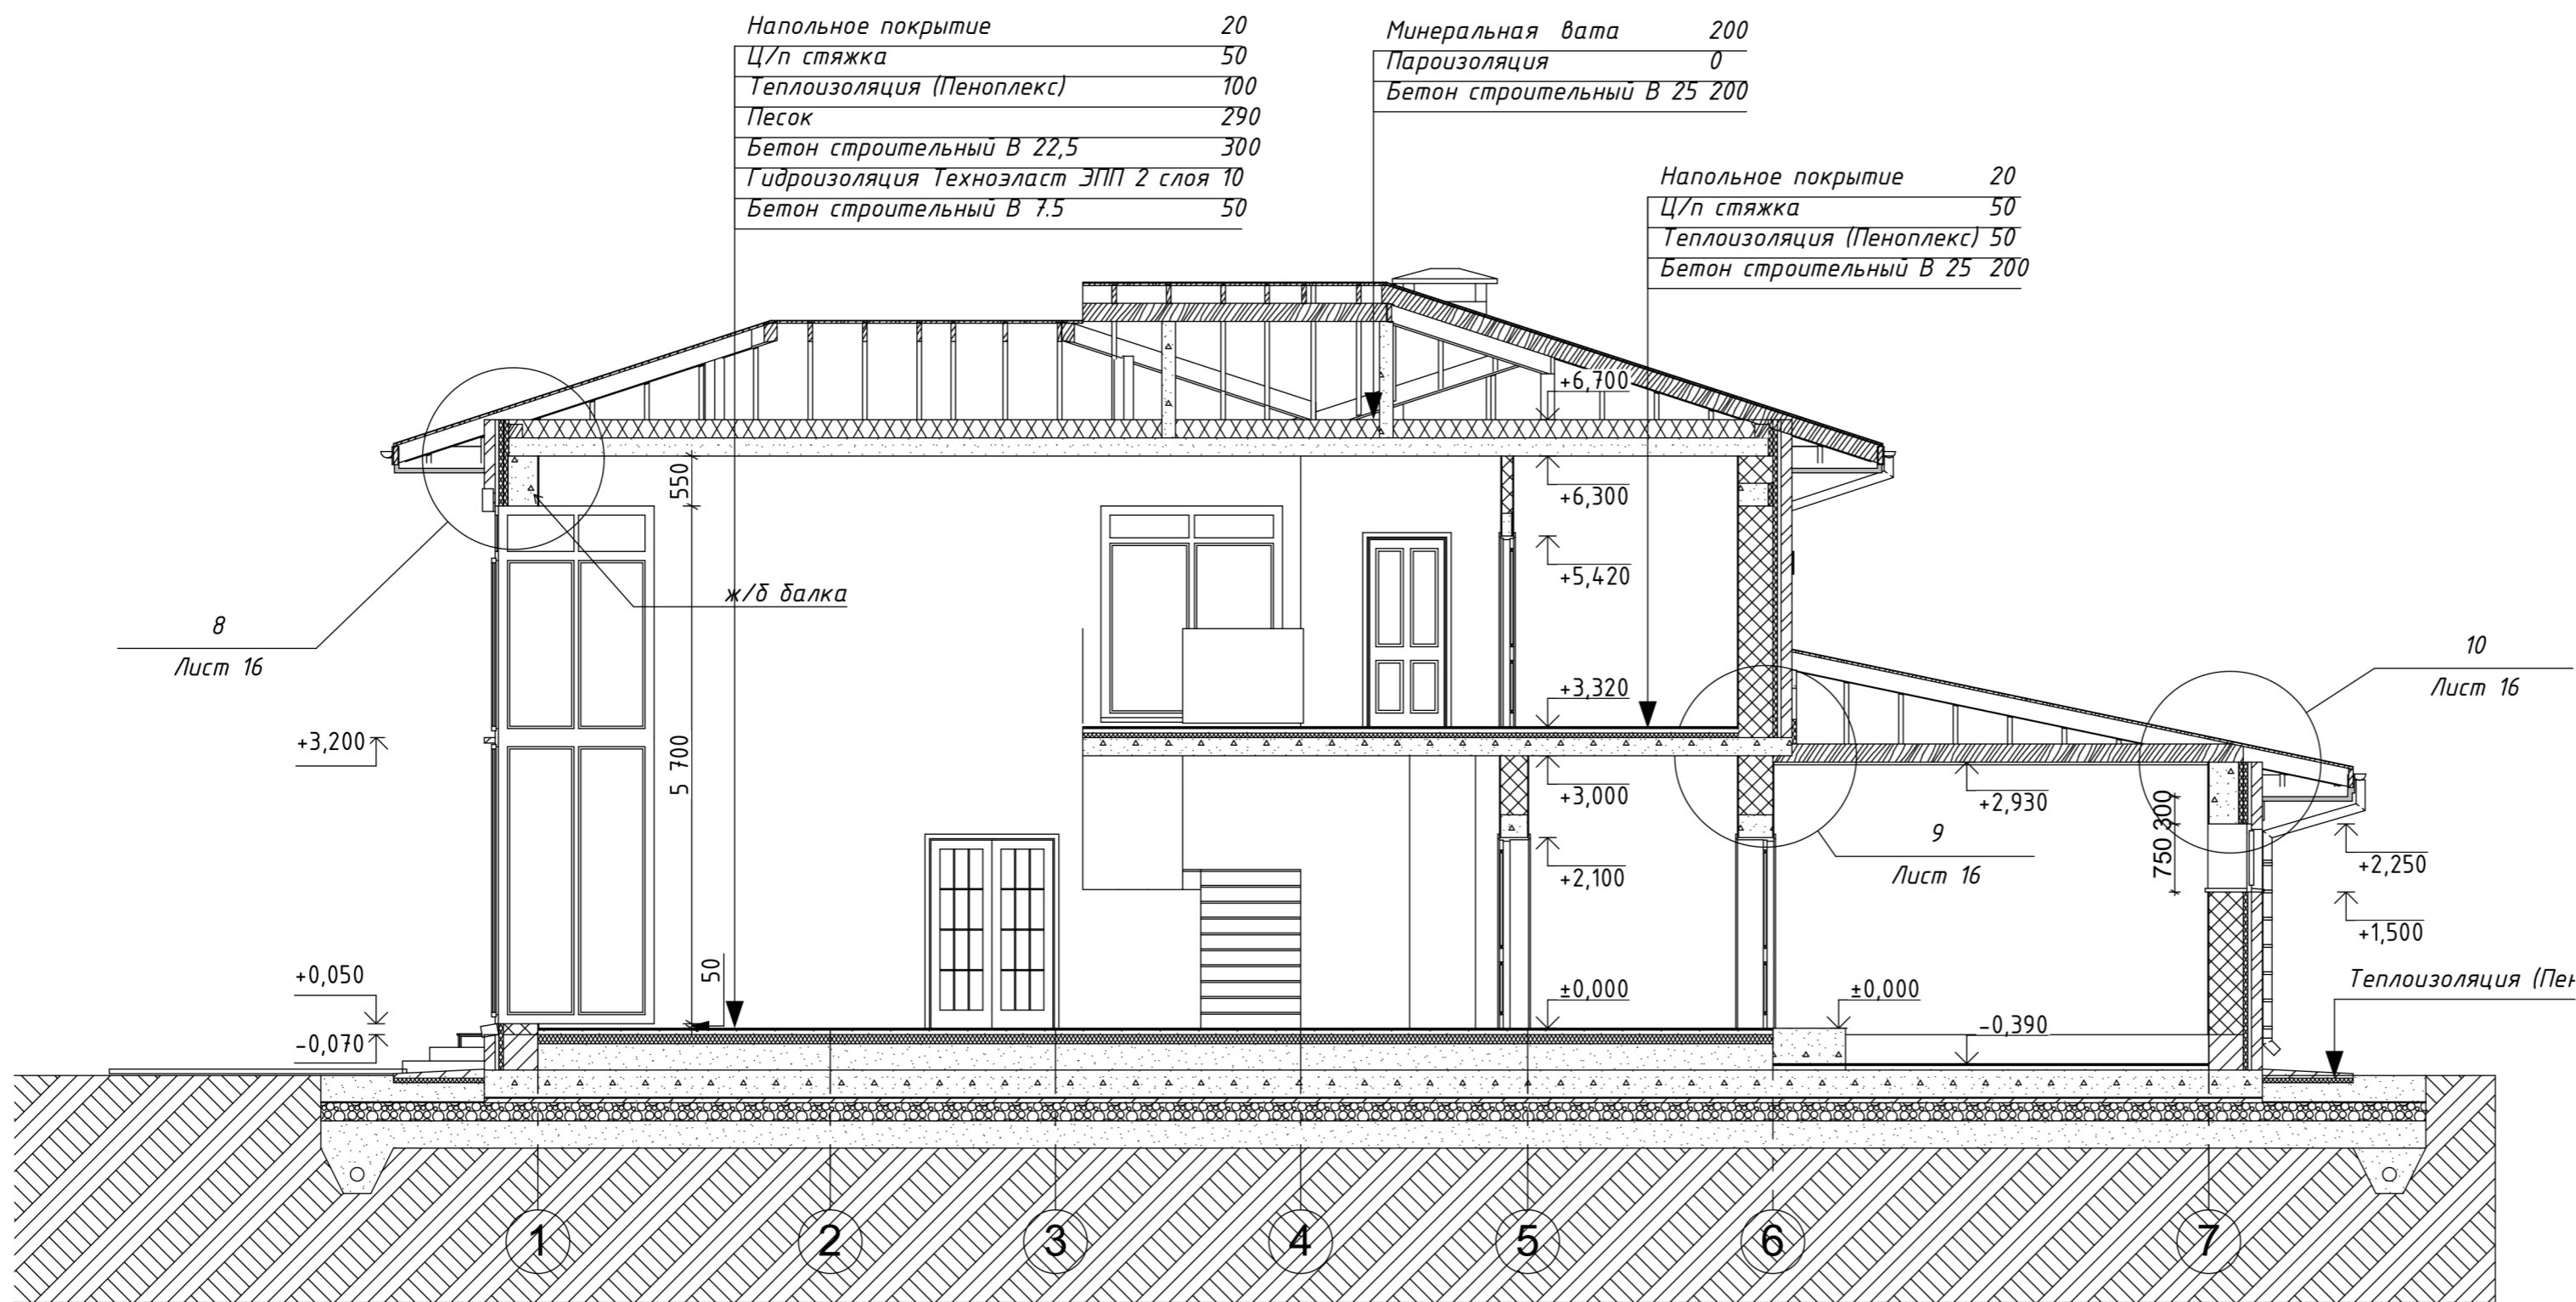 Напольное покрытие 20
Ц/п стяжка 50
Теплоизоляция (Пеноплекс) 100
Песок 290
Бетон строительный В 22,5 300
Гидроизоляция Техноэласт ЭПП 2 слоя 10
Бетон строительный В 7.5 50
Минеральная вата 200
Пароизоляция 0
Бетон строительный В 25 200
Напольное покрытие 20
Ц/п стяжка 50
Теплоизоляция (Пеноплекс) 50
Бетон строительный В 25 200
+6,700
550
+6,300
+5,420
ж/б балка
8
Лист 16
10
Лист 16
+3,320
+3,200
5 700
+3,000
+2,930
300
750
9
Лист 16
+2,250
+2,100
+1,500
50
+0,050
±0,000
±0,000
-0,070
-0,390
Теплоизоляция (Пен
1
2
3
4
5
6
7